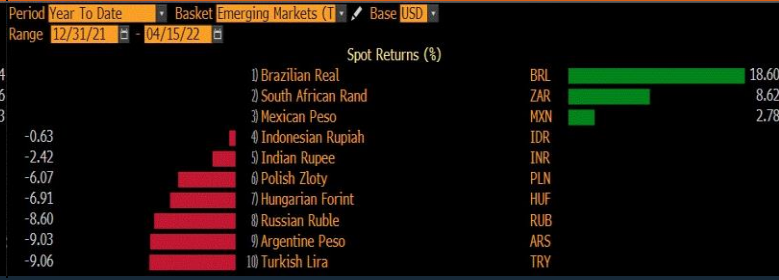 Period Year To Date Basket Emerging Markets (T Base USD
Range 12/31/21 - 04/15/22
Spot Returns (%)
4 1) Brazilian Real BRL 18.60
6 2) South African Rand ZAR 8.62
3 3) Mexican Peso MXN 2.78
-0.63 4) Indonesian Rupiah IDR
-2.42 5) Indian Rupee INR
-6.07 6) Polish Zloty PLN
-6.91 7) Hungarian Forint HUF
-8.60 8) Russian Ruble RUB
-9.03 9) Argentine Peso ARS
-9.06 10) Turkish Lira TRY